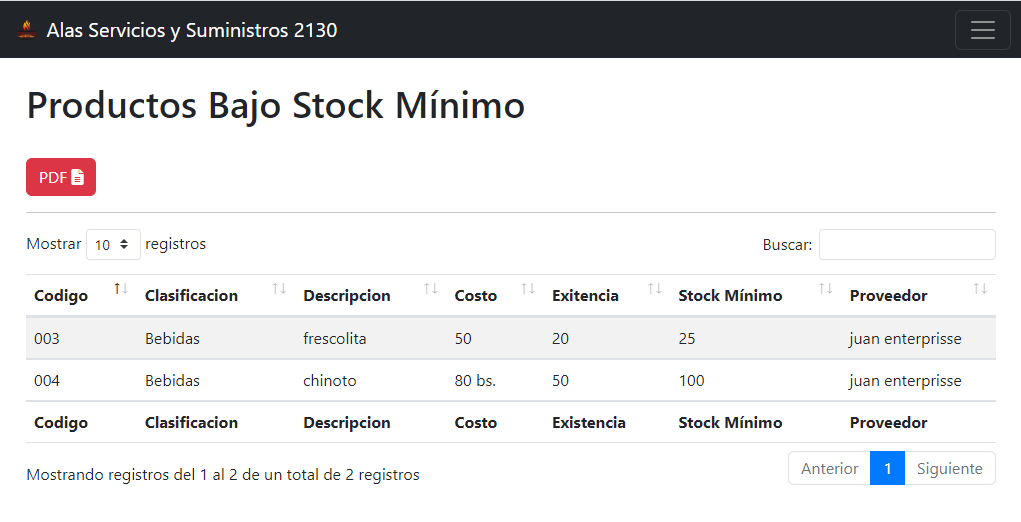 Alas Servicios y Suministros 2130
Productos Bajo Stock Mínimo
PDF
Mostrar 10 registros Buscar:
Codigo Clasificacion Descripcion Costo Exitencia Stock Mínimo Proveedor
003 Bebidas frescolita 50 20 25 juan enterprisse
004 Bebidas chinoto 80 bs. 50 100 juan enterprisse
Codigo Clasificacion Descripcion Costo Existencia Stock Mínimo Proveedor
Mostrando registros del 1 al 2 de un total de 2 registros Anterior 1 Siguiente